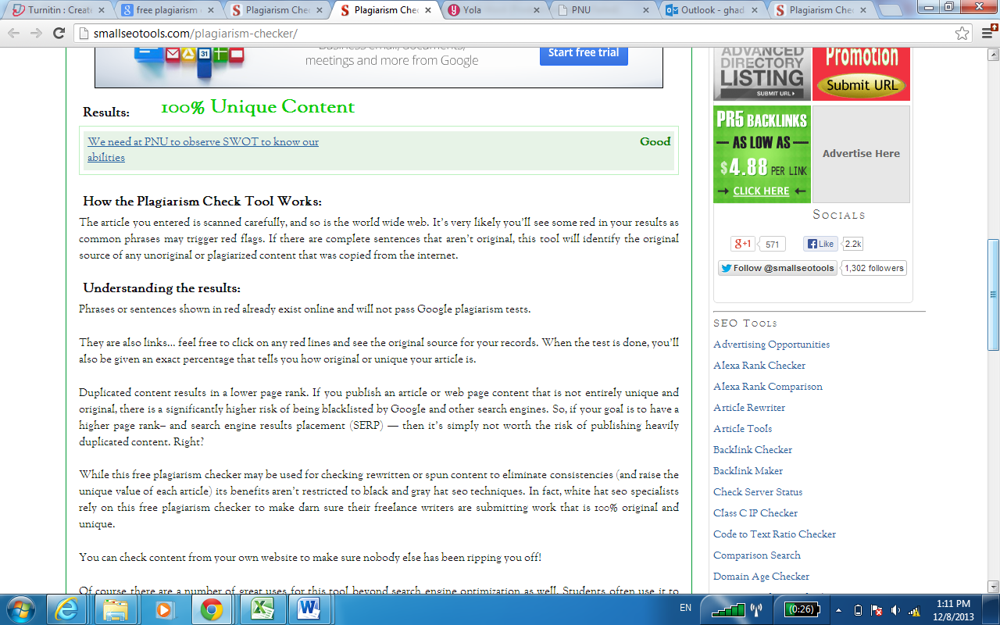 Turnitin : Create
free plagiarism
Plagiarism Che
Plagiarism Che
Yola
PNU
Outlook - ghad
Plagiarism Che
smallseotools.com/plagiarism-checker/
Business email, documents,
meetings and more from Google
Start free trial
31
Results:
100% Unique Content
We need at PNU to observe SWOT to know our
abilities
Good
How the Plagiarism Check Tool Works:
The article you entered is scanned carefully, and so is the world wide web. It's very likely you'll see some red in your results as
common phrases may trigger red flags. If there are complete sentences that aren't original, this tool will identify the original
source of any unoriginal or plagiarized content that was copied from the internet.
Understanding the results:
Phrases or sentences shown in red already exist online and will not pass Google plagiarism tests.
They are also links... feel free to click on any red lines and see the original source for your records. When the test is done, you'll
also be given an exact percentage that tells you how original or unique your article is.
Duplicated content results in a lower page rank. If you publish an article or web page content that is not entirely unique and
original, there is a significantly higher risk of being blacklisted by Google and other search engines. So, if your goal is to have a
higher page rank– and search engine results placement (SERP) — then it's simply not worth the risk of publishing heavily
duplicated content. Right?
While this free plagiarism checker may be used for checking rewritten or spun content to eliminate consistencies (and raise the
unique value of each article) its benefits aren't restricted to black and gray hat seo techniques. In fact, white hat seo specialists
rely on this free plagiarism checker to make darn sure their freelance writers are submitting work that is 100% original and
unique.
You can check content from your own website to make sure nobody else has been ripping you off!
Of course there are a number of great uses for this tool beyond search engine optimization as well. Students often use it to
ADVANCED
DIRECTORY
LISTING
SUBMIT URL
Promotion
Submit URL
PR5 BACKLINKS
AS LOW AS
$4.88 PER LINK
CLICK HERE
Advertise Here
Socials
+1
571
Like
2.2k
Follow @smallseotools
1,302 followers
SEO Tools
Advertising Opportunities
Alexa Rank Checker
Alexa Rank Comparison
Article Rewriter
Article Tools
Backlink Checker
Backlink Maker
Check Server Status
Class C IP Checker
Code to Text Ratio Checker
Comparison Search
Domain Age Checker
EN
(0:26)
1:11 PM
12/8/2013